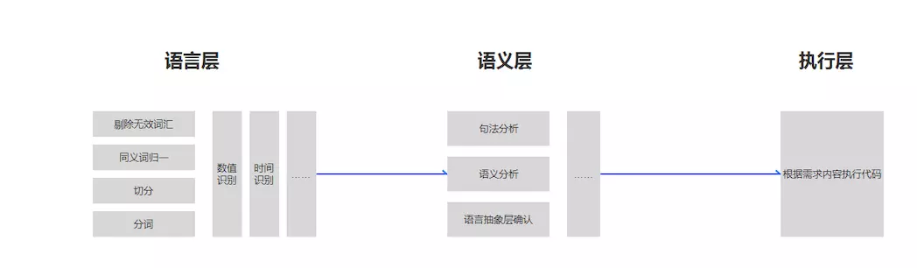 语言层
语义层
执行层
剔除无效词汇
同义词归一
切分
分词
数值
识别
时间
识别
……
句法分析
语义分析
语言抽象层确认
……
根据需求内容执行代码